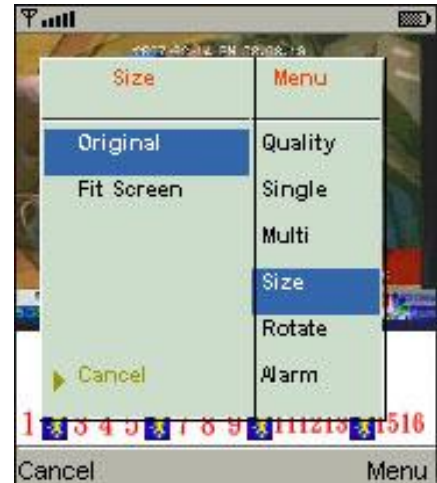 Size
Menu
Original
Quality
Fit Screen
Single
Multi
Size
Rotate
Cancel
Alarm
1 3 4 5 7 8 9 11 12 13 15 16
Cancel
Menu